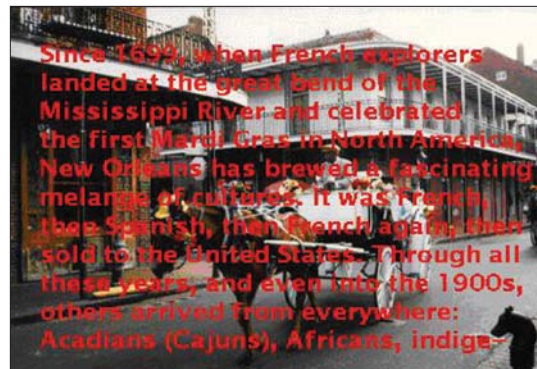 Since 1699, when French explorers
landed at the great bend of the
Mississippi River and celebrated
the first Mardi Gras in North America,
New Orleans has brewed a fascinating
melange of cultures. It was French,
then Spanish, then French again, then
sold to the United States. Through all
these years, and even into the 1900s,
others arrived from everywhere:
Acadians (Cajuns), Africans, indige-